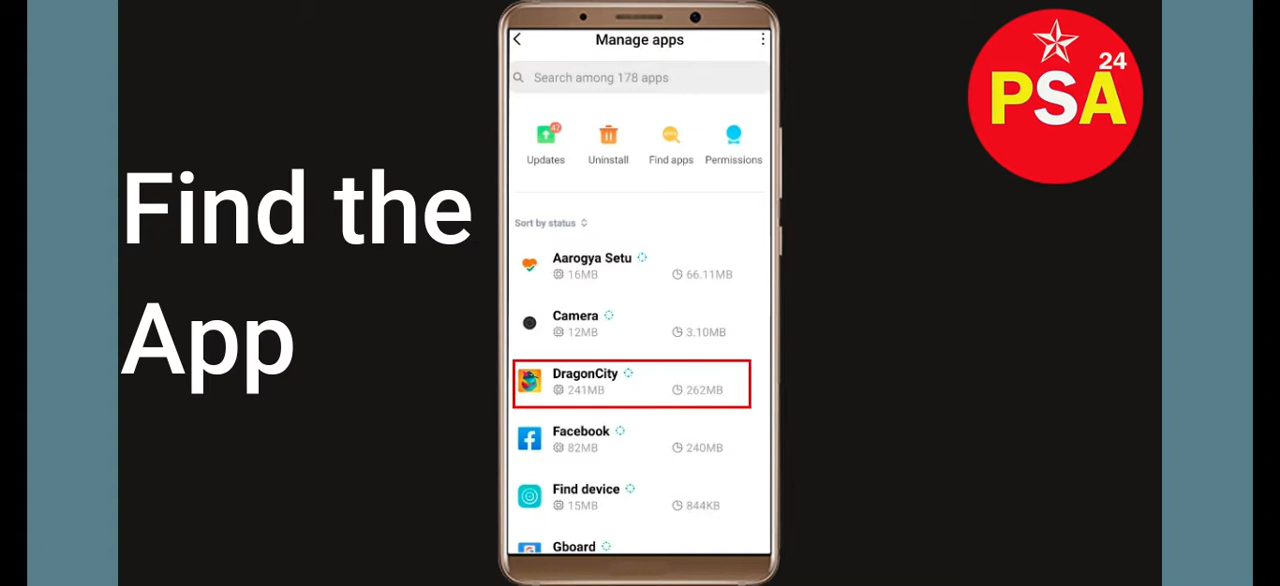 Find the
App
Manage apps
Search among 178 apps
47
Updates
Uninstall
Find apps
Permissions
Sort by status
Aarogya Setu
16MB
66.11MB
Camera
12MB
3.10MB
DragonCity
241MB
262MB
Facebook
82MB
240MB
Find device
15MB
844KB
Gboard
24
PSA